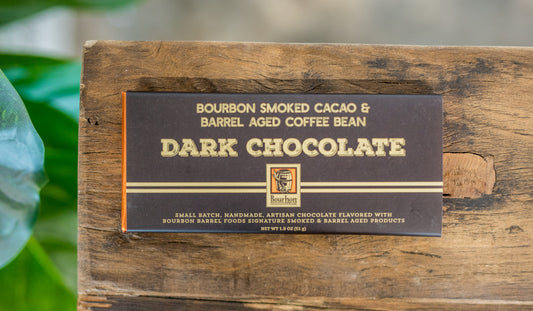 BOURBON SMOKED CACAO &
BARREL AGED COFFEE BEAN
DARK CHOCOLATE
Bourbon
SMALL BATCH, HANDMADE, ARTISAN CHOCOLATE FLAVORED WITH
BOURBON BARREL FOODS SIGNATURE SMOKED & BARREL AGED PRODUCTS
NET WT 1.8 OZ (51 g)